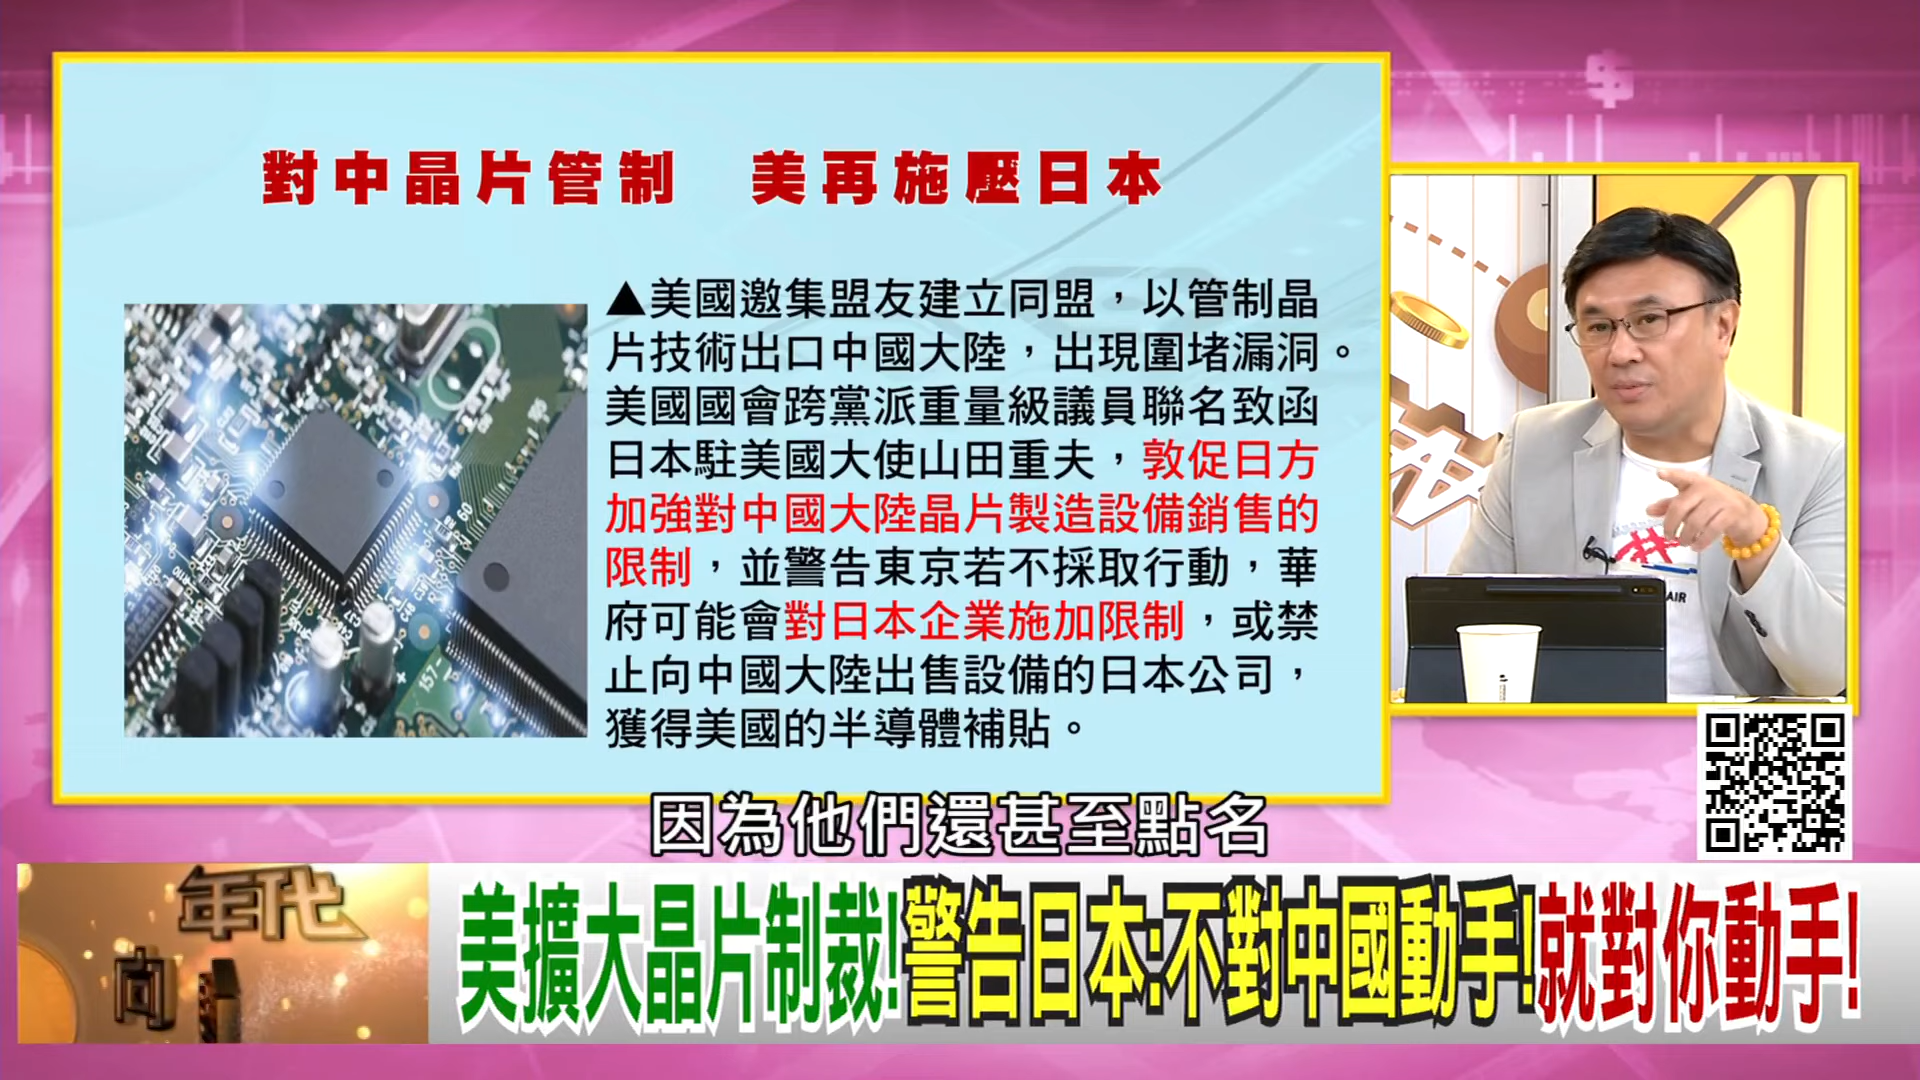 對中晶片管制 美再施壓日本
▲美國邀集盟友建立同盟，以管制晶
片技術出口中國大陸，出現圍堵漏洞。
美國國會跨黨派重量級議員聯名致函
日本駐美國大使山田重夫，敦促日方
加強對中國大陸晶片製造設備銷售的
限制，並警告東京若不採取行動，華
府可能會對日本企業施加限制，或禁
止向中國大陸出售設備的日本公司，
獲得美國的半導體補貼。
AIR
因為他們還甚至點名
年代
向
美擴大晶片制裁!警告日本:不對中國動手!就對你動手!